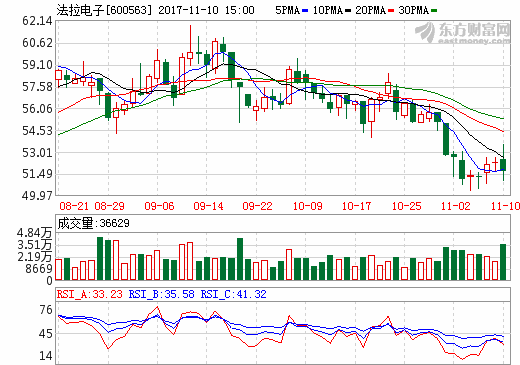 法拉电子[600563] 2017-11-10 15:00 5PMA 10PMA 20PMA 30PMA
东方财富网
eastmoney.com
62.14
60.62
59.10
57.58
56.06
54.53
53.01
51.49
49.97
08-21 08-29 09-06 09-14 09-22 10-09 10-17 10-25 11-02 11-10
成交量:36629
4.84万
3.51万
2.19万
8669
0
RSI_A:33.23 RSI_B:35.58 RSI_C:41.32
76
45
14